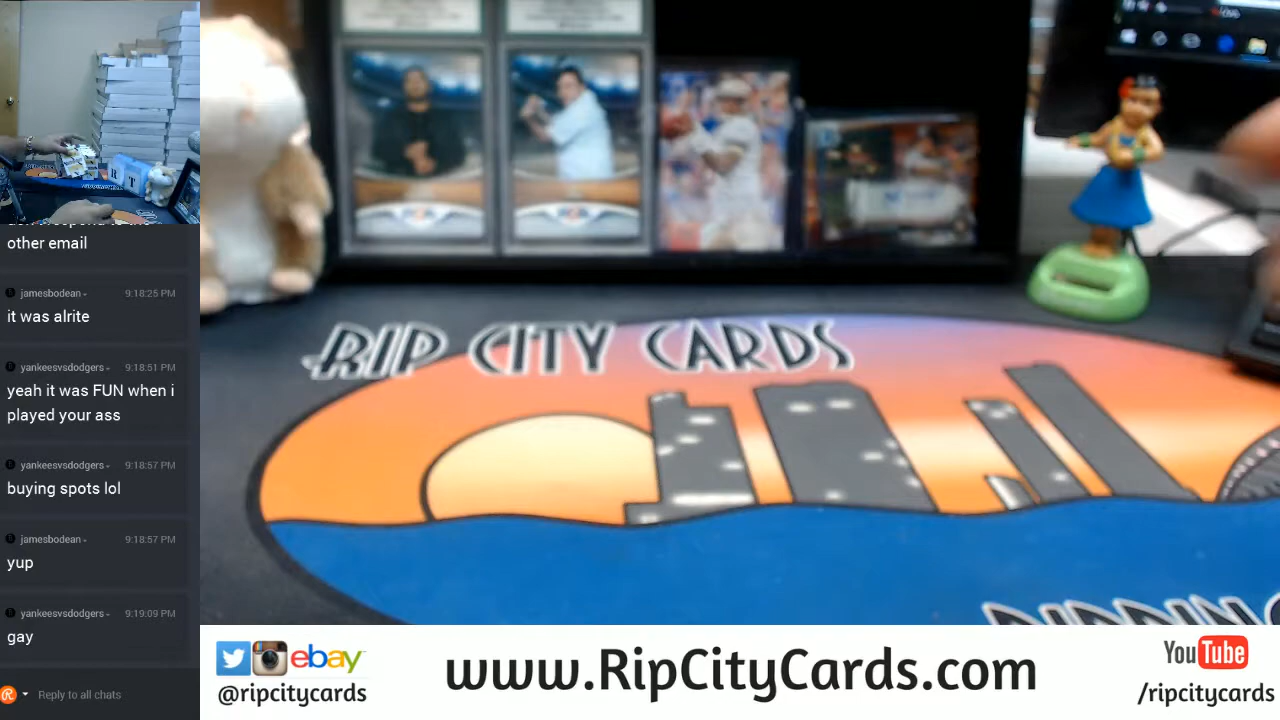 other email
jamesbodean 9:18:25 PM
it was alrite
yankeesvsdodgers 9:18:51 PM
yeah it was FUN when i
played your ass
yankeesvsdodgers 9:18:57 PM
buying spots lol
jamesbodean 9:18:57 PM
yup
yankeesvsdodgers 9:19:09 PM
gay
Reply to all chats
RIP CITY CARDS
ebay
@ripcitycards
www.RipCityCards.com
YouTube
/ripcitycards